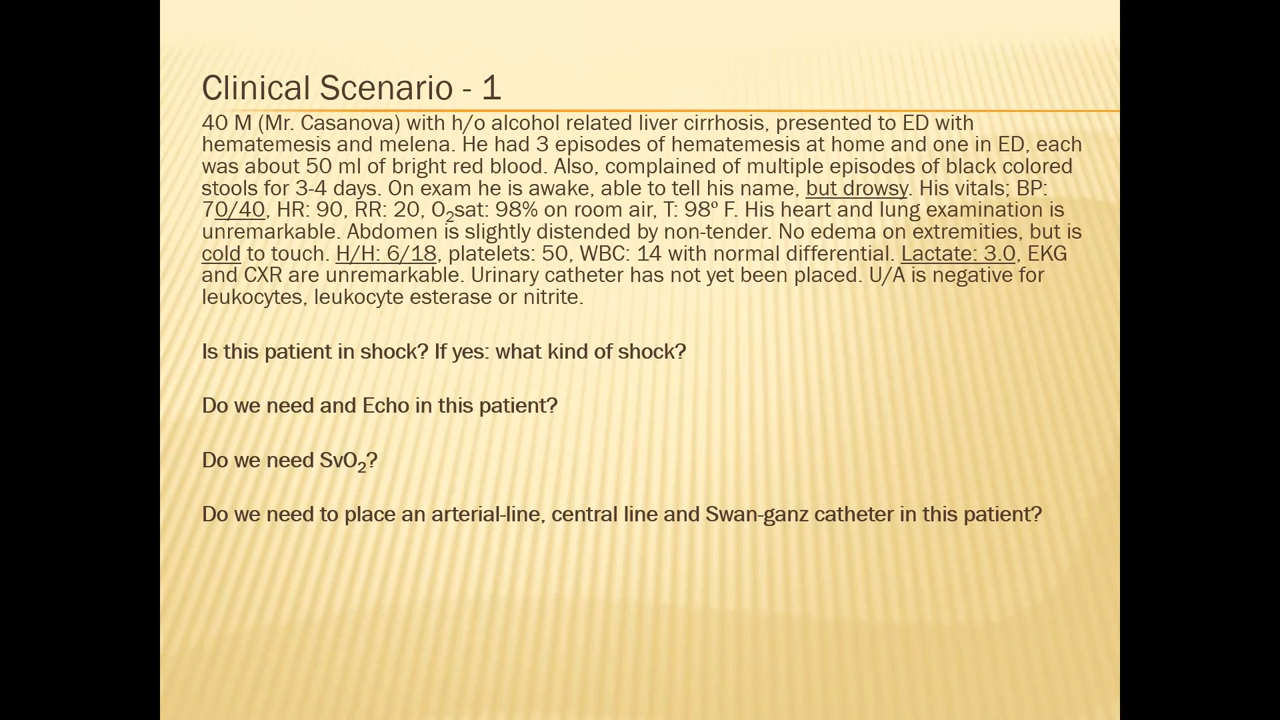 Clinical Scenario - 1
40 M (Mr. Casanova) with h/o alcohol related liver cirrhosis, presented to ED with
hematemesis and melena. He had 3 episodes of hematemesis at home and one in ED, each
was about 50 ml of bright red blood. Also, complained of multiple episodes of black colored
stools for 3-4 days. On exam he is awake, able to tell his name, but drowsy. His vitals; BP:
70/40, HR: 90, RR: 20, O₂sat: 98% on room air, T: 98º F. His heart and lung examination is
unremarkable. Abdomen is slightly distended by non-tender. No edema on extremities, but is
cold to touch. H/H: 6/18, platelets: 50, WBC: 14 with normal differential. Lactate: 3.0, EKG
and CXR are unremarkable. Urinary catheter has not yet been placed. U/A is negative for
leukocytes, leukocyte esterase or nitrite.
Is this patient in shock? If yes: what kind of shock?
Do we need and Echo in this patient?
Do we need SvO₂?
Do we need to place an arterial-line, central line and Swan-ganz catheter in this patient?